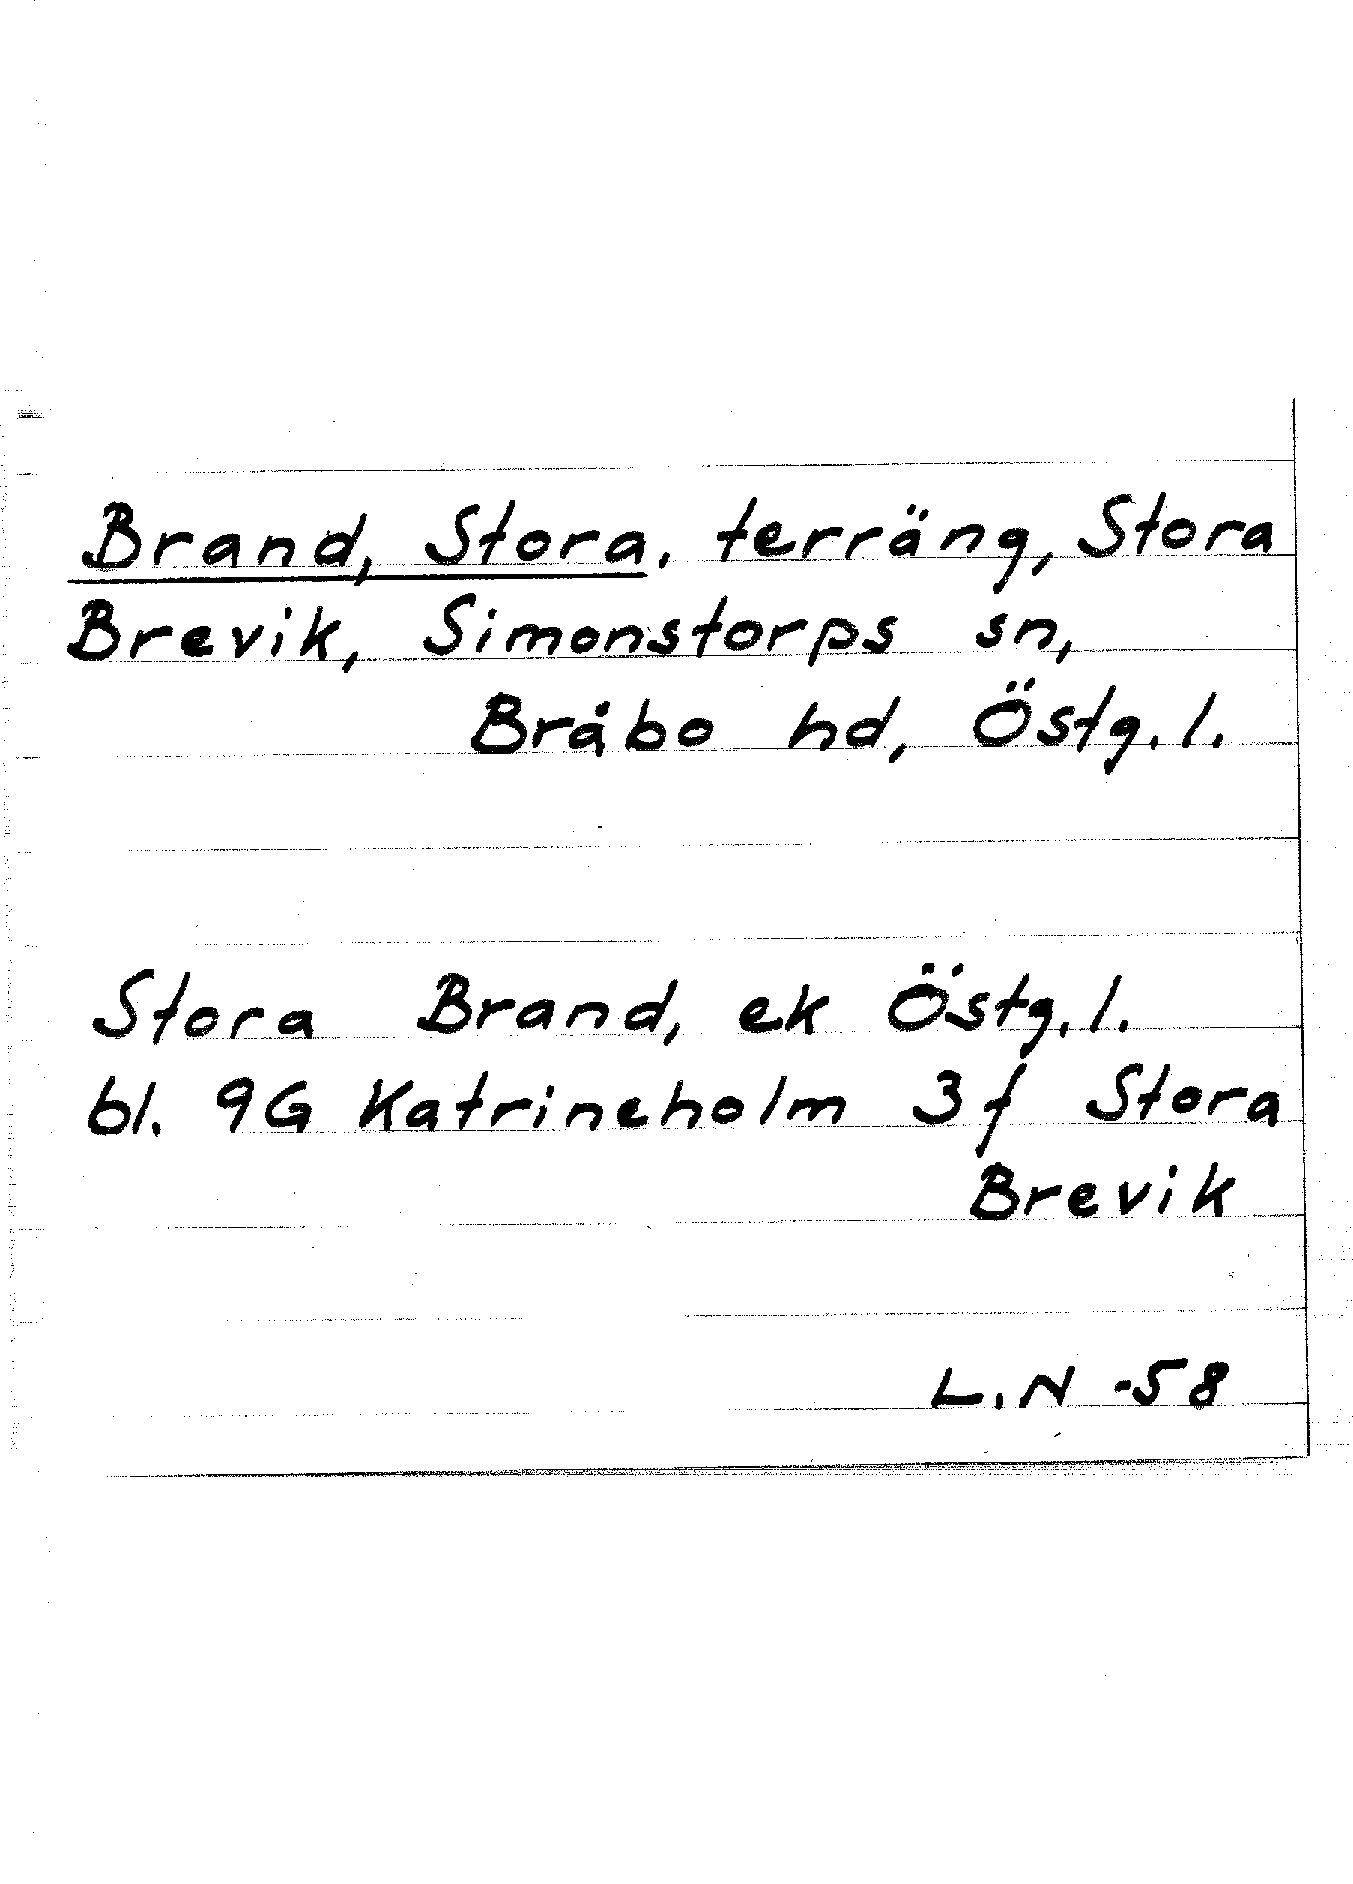 Brand, Stora, terräng, Stora
Brevik, Simonstorps sn,
Bråbo hd, Östg. l.
Stora Brand, ek Östg. l.
bl. 9G Katrineholm 3f Stora
Brevik
L.N -58